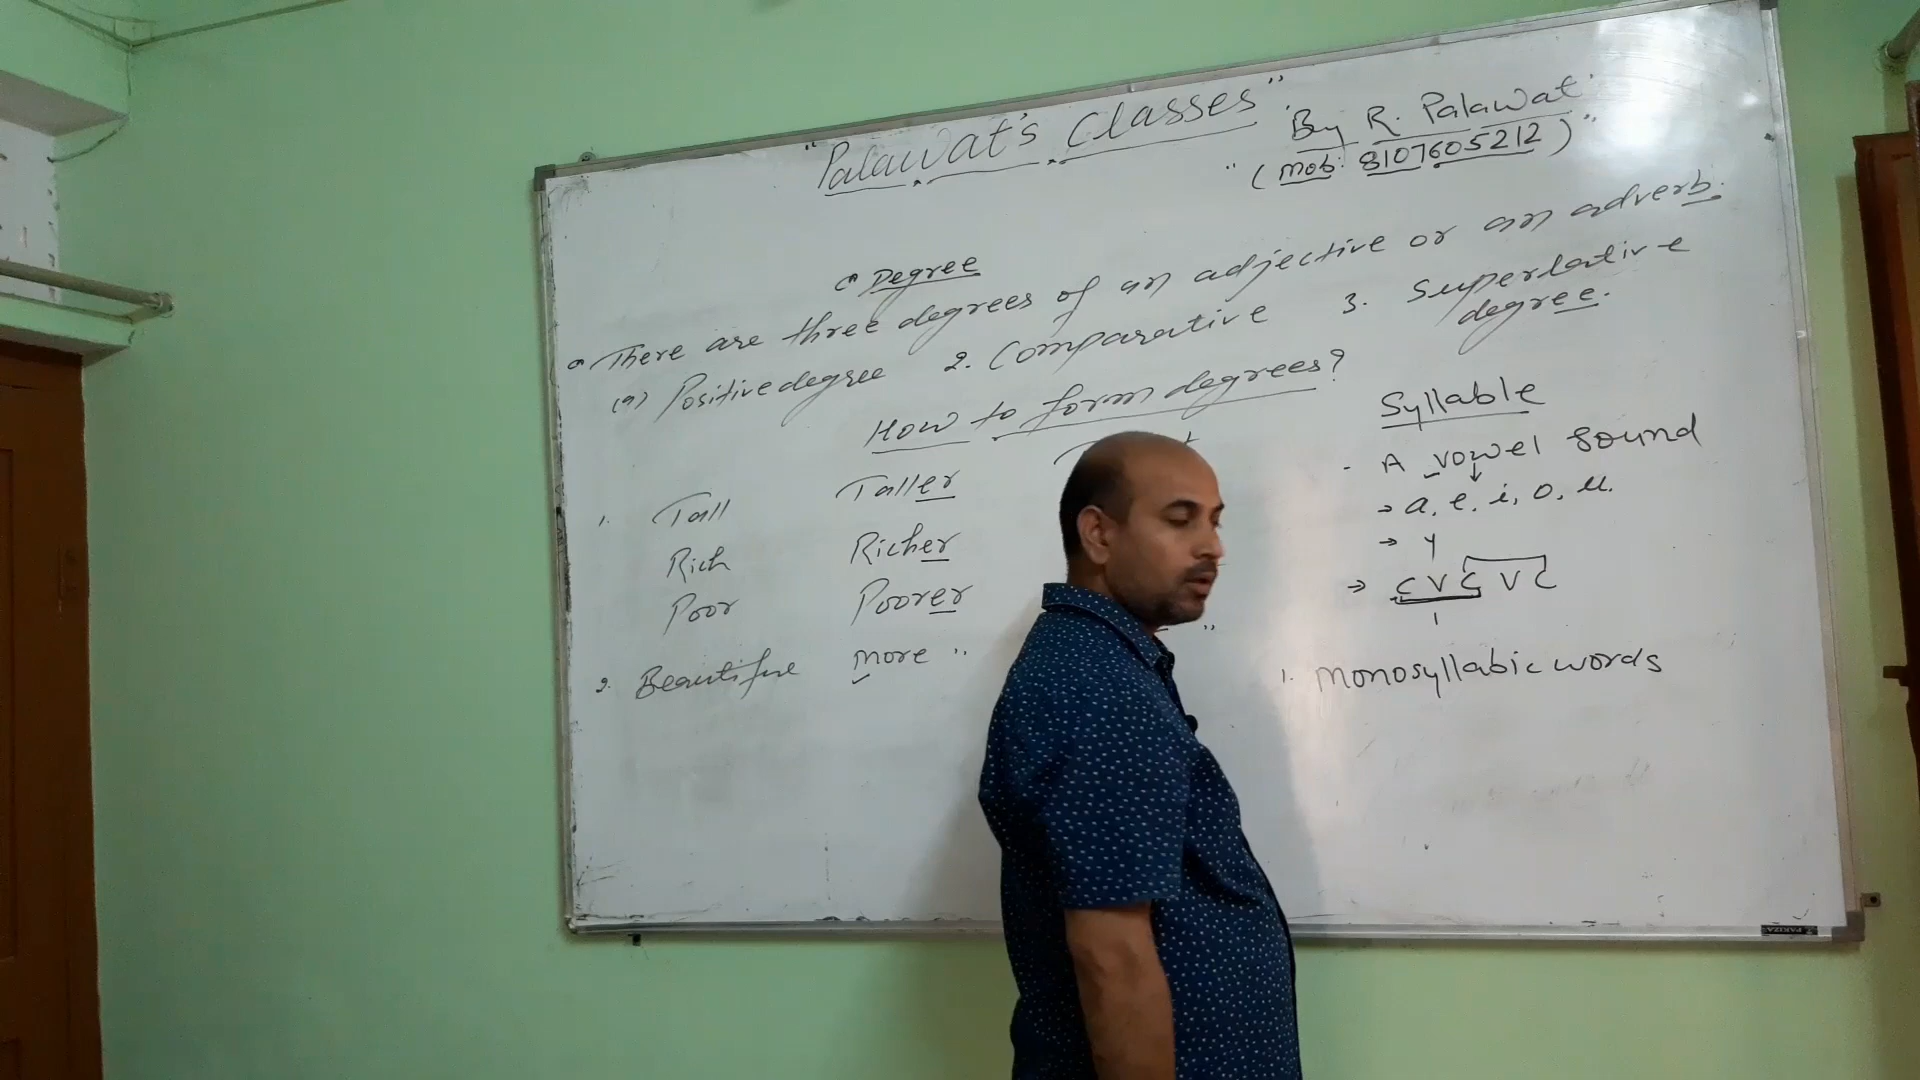 "Palawat's Classes"
"By R. Palawat"
"(Mob: 8107605212)"
Degree
There are three degrees of an adjective or an adverb.
(a) Positive degree 2. Comparative 3. Superlative
degree.
How to form degrees?
1. Tall Taller
Rich Richer
Poor Poorer
2. Beautiful more "
Syllable
- A vowel sound
→ a, e, i, o, u.
→ y
→ C V C V C
1
1. Monosyllabic words
PAKIZA